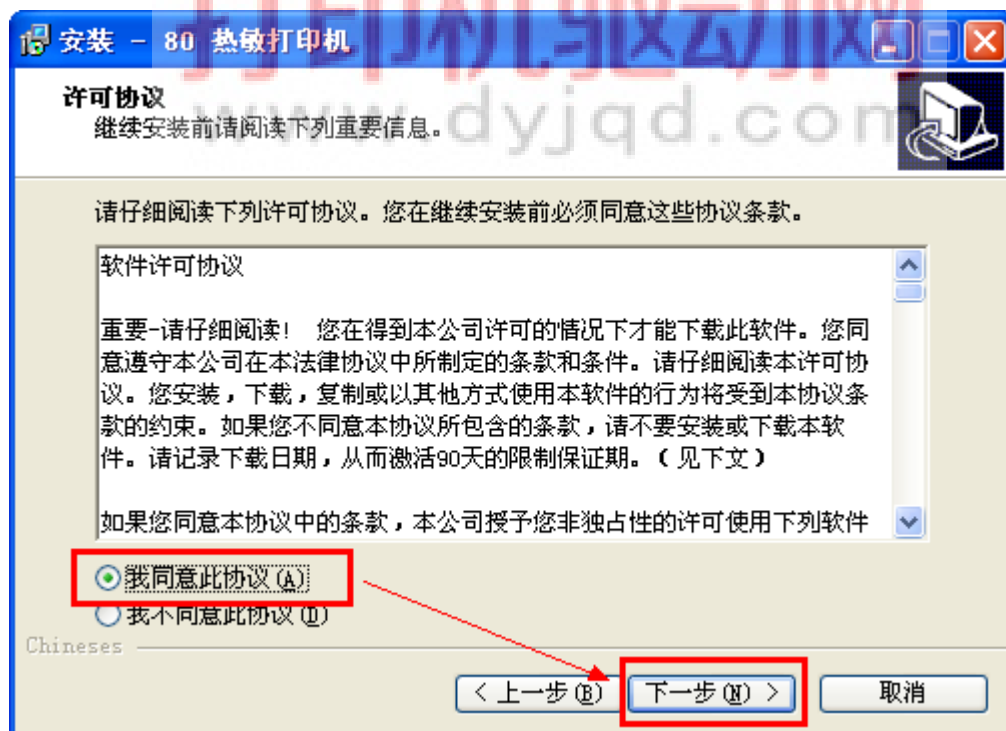 打印机驱动网
安装 - 80 热敏打印机
www.dyjqd.com
许可协议
继续安装前请阅读下列重要信息。
请仔细阅读下列许可协议。您在继续安装前必须同意这些协议条款。
软件许可协议
重要-请仔细阅读! 您在得到本公司许可的情况下才能下载此软件。您同
意遵守本公司在本法律协议中所制定的条款和条件。请仔细阅读本许可协
议。您安装，下载，复制或以其他方式使用本软件的行为将受到本协议条
款的约束。如果您不同意本协议所包含的条款，请不要安装或下载本软
件。请记录下载日期，从而激活90天的限制保证期。(见下文)
如果您同意本协议中的条款，本公司授予您非独占性的许可使用下列软件
我同意此协议(A)
我不同意此协议(D)
Chineses
< 上一步(B)
下一步(N) >
取消